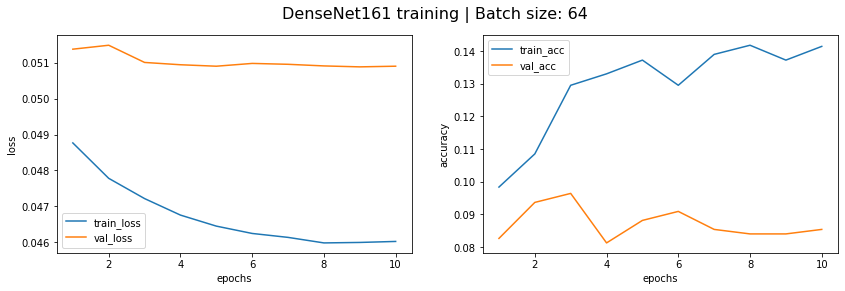 DenseNet161 training | Batch size: 64
0.051
0.050
0.049
0.048
0.047
0.046
loss
train_loss
val_loss
2 4 6 8 10
epochs
0.14
0.13
0.12
0.11
0.10
0.09
0.08
accuracy
train_acc
val_acc
2 4 6 8 10
epochs